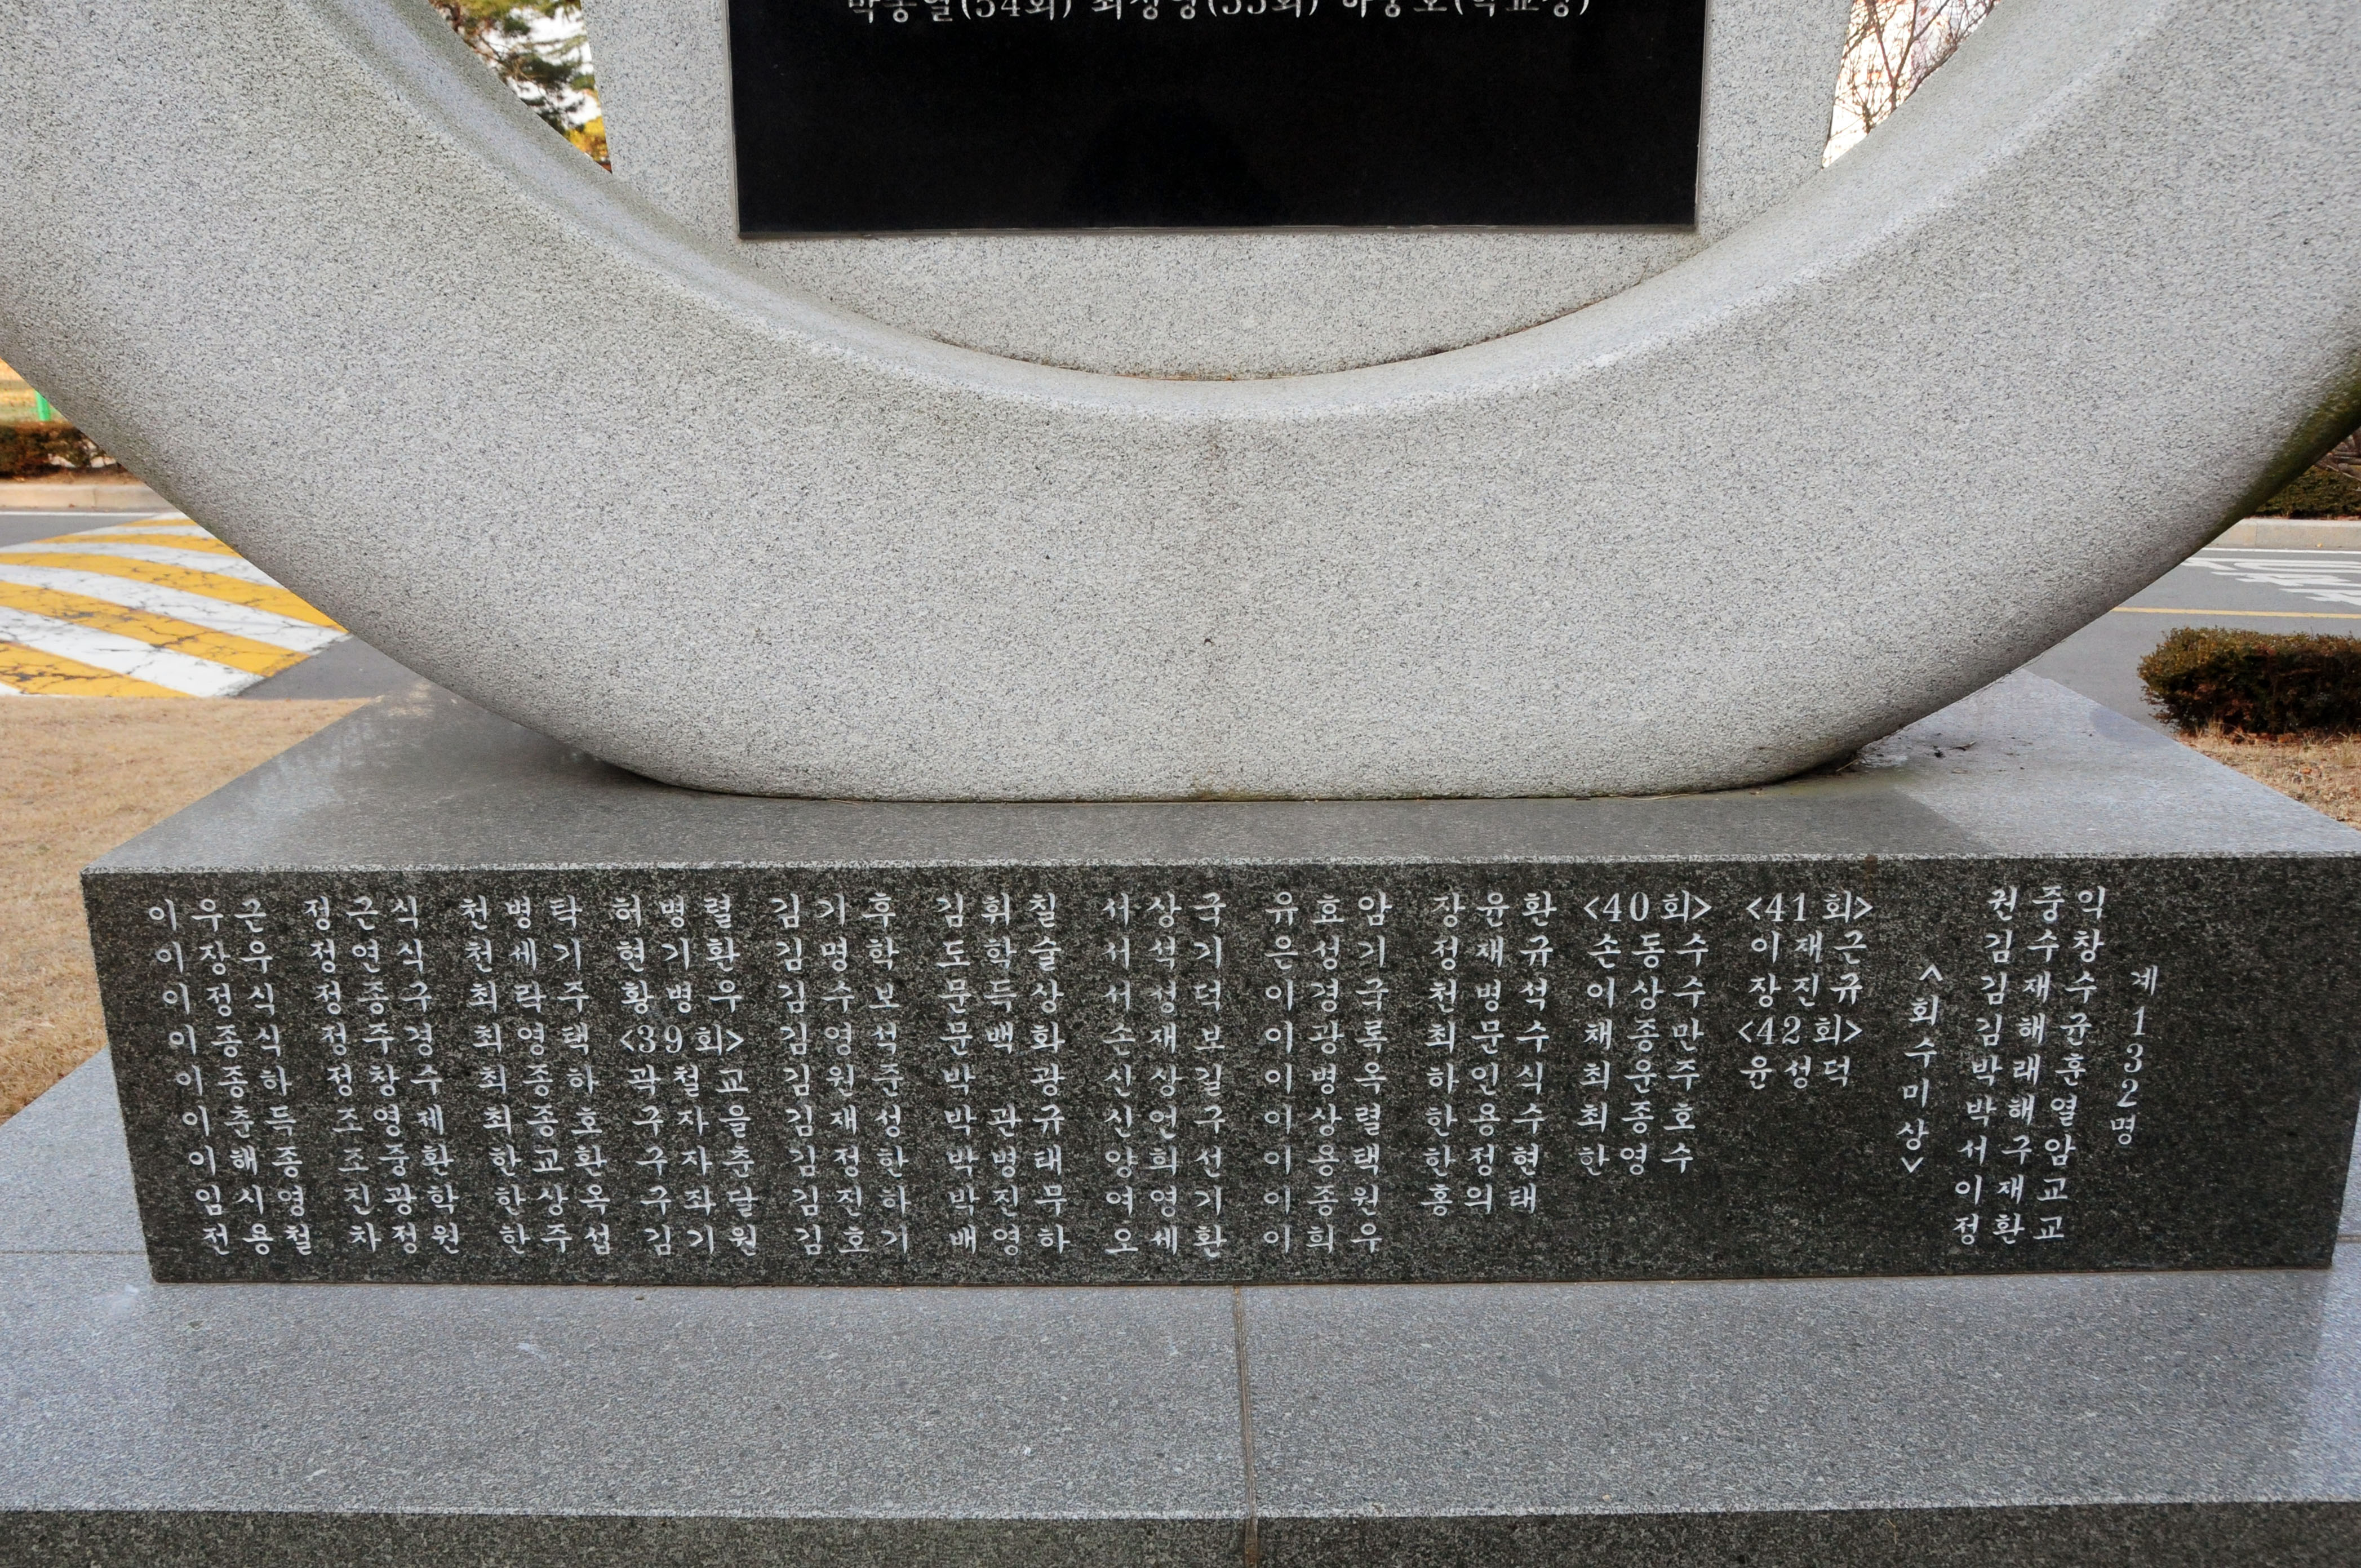 이우근
이장우
이정식
이종식
이종하
이춘득
이해종
임시영
전용철
정근식
정연식
정종구
정주경
정창수
조영제
조중환
진광학
차정원
천병탁
천세기
최락주
최영택
최종하
최종호
한교환
한상옥
한주섭
허병렬
현기환
황병우
<39회>
곽철교
구자을
구자춘
구좌달
김기원
김기후
김명학
김수보
김영석
김원준
김재성
김정한
김진하
김호기
김휘칠
도학술
문득상
문백화
박 광
박관규
박병태
박진무
배영하
서상국
서석기
서성덕
손재보
신상길
신언구
양희선
여영기
오세환
유효암
은성기
이경국
이광록
이병옥
이상렬
이용택
이종원
이희우
장윤환
정채규
천병석
최문수
하인식
한용수
한정현
홍의태
<40회>
손동수
이상수
채종만
최윤주
최종호
한영수
<41회>
이재근
장진규
<42회>
윤성덕
<회수미상>
권중익
김수창
김재수
김해균
박래훈
박해열
서구암
이재교
정환교
계132명